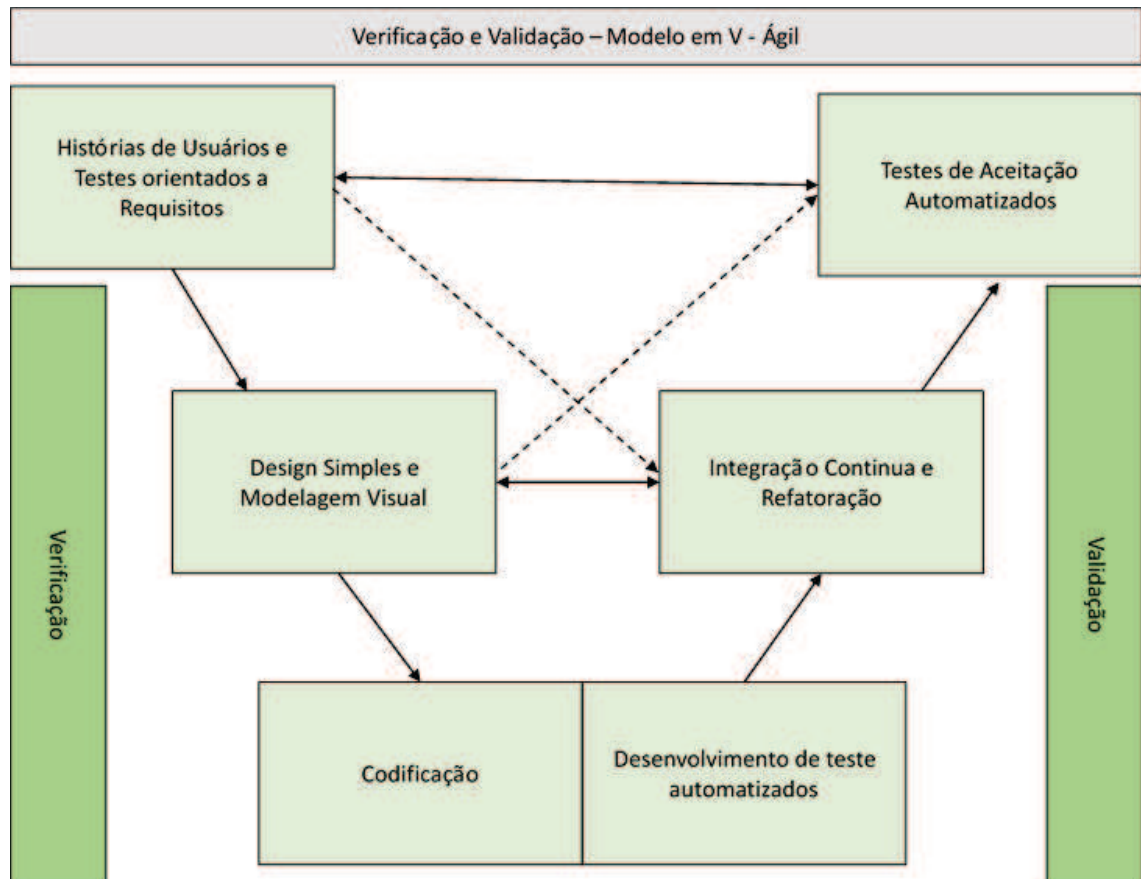 Verificação e Validação – Modelo em V - Ágil
Histórias de Usuários e
Testes orientados a
Requisitos
Testes de Aceitação
Automatizados
Design Simples e
Modelagem Visual
Integração Continua e
Refatoração
Verificação
Validação
Codificação
Desenvolvimento de teste
automatizados